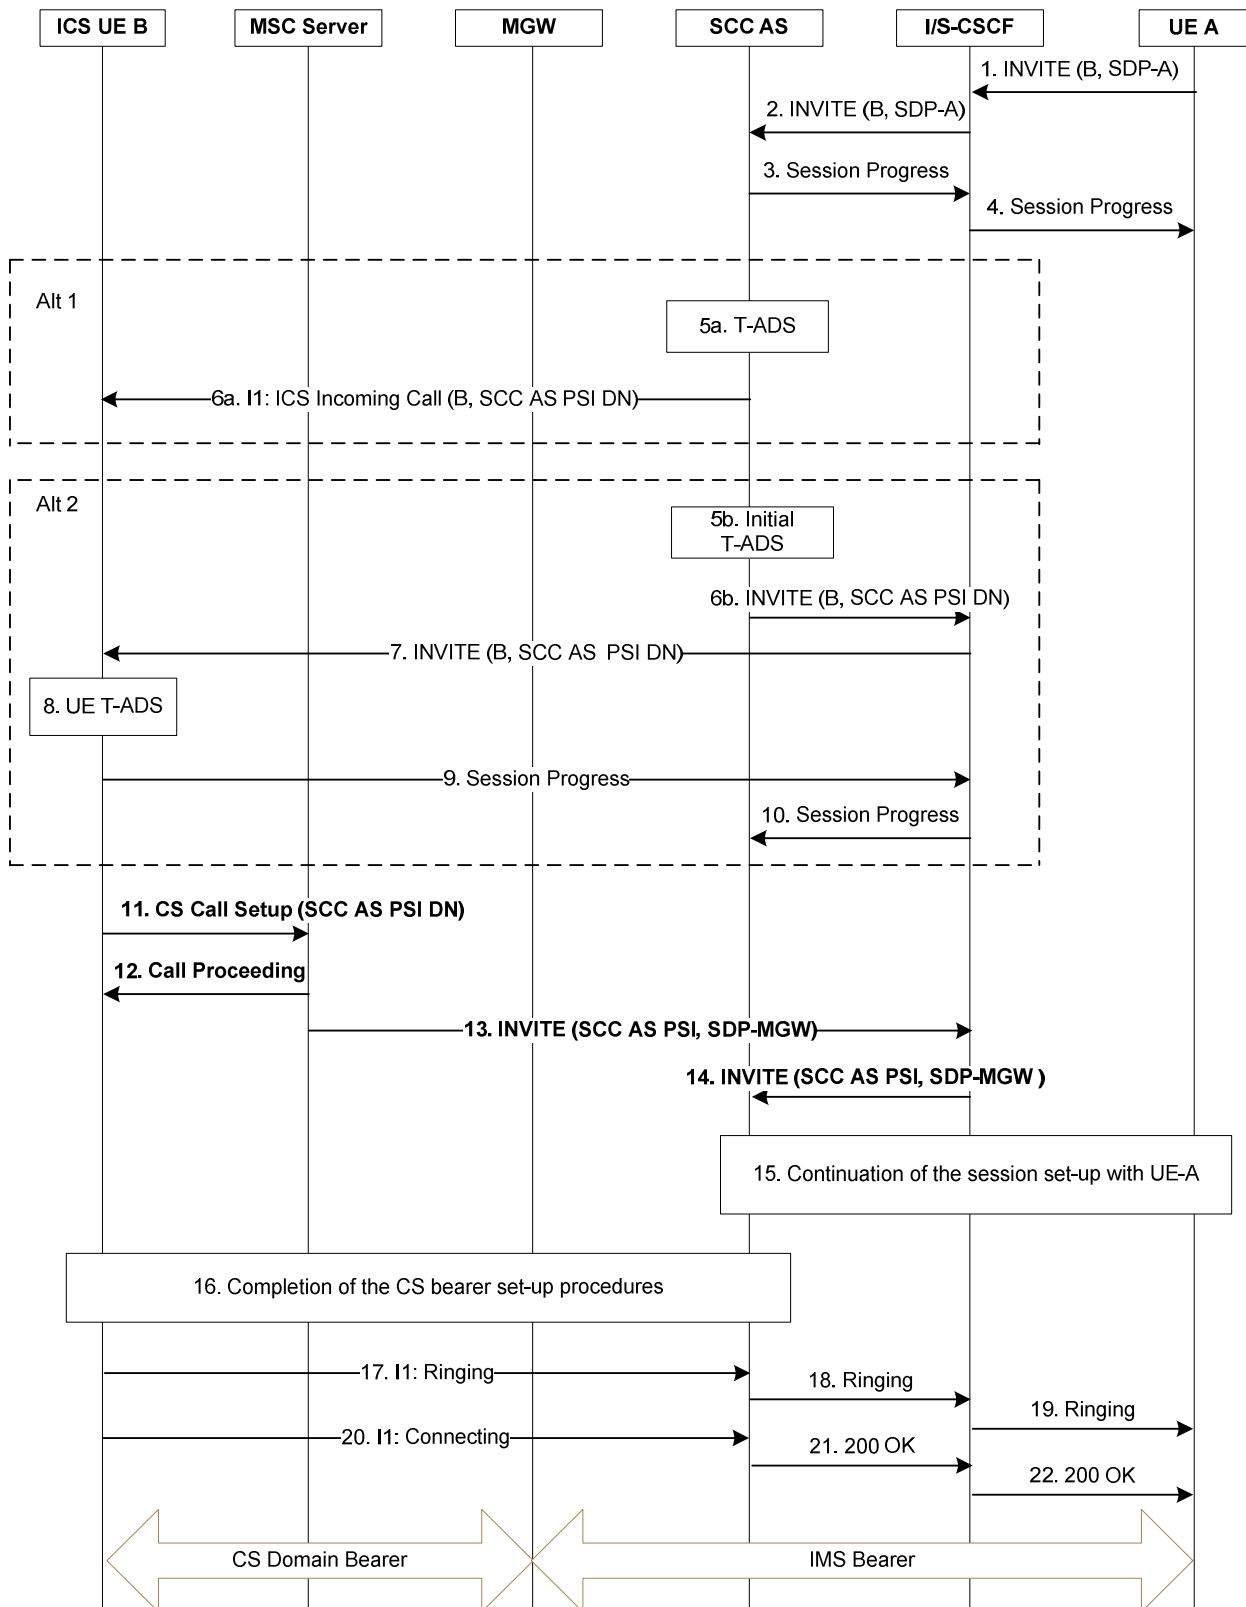 ICS UE B
MSC Server
MGW
SCC AS
I/S-CSCF
UE A
1. INVITE (B, SDP-A)
2. INVITE (B, SDP-A)
3. Session Progress
4. Session Progress
Alt 1
5a. T-ADS
6a. I1: ICS Incoming Call (B, SCC AS PSI DN)
Alt 2
5b. Initial
T-ADS
6b. INVITE (B, SCC AS PSI DN)
7. INVITE (B, SCC AS PSI DN)
8. UE T-ADS
9. Session Progress
10. Session Progress
11. CS Call Setup (SCC AS PSI DN)
12. Call Proceeding
13. INVITE (SCC AS PSI, SDP-MGW)
14. INVITE (SCC AS PSI, SDP-MGW )
15. Continuation of the session set-up with UE-A
16. Completion of the CS bearer set-up procedures
17. I1: Ringing
18. Ringing
19. Ringing
20. I1: Connecting
21. 200 OK
22. 200 OK
CS Domain Bearer
IMS Bearer